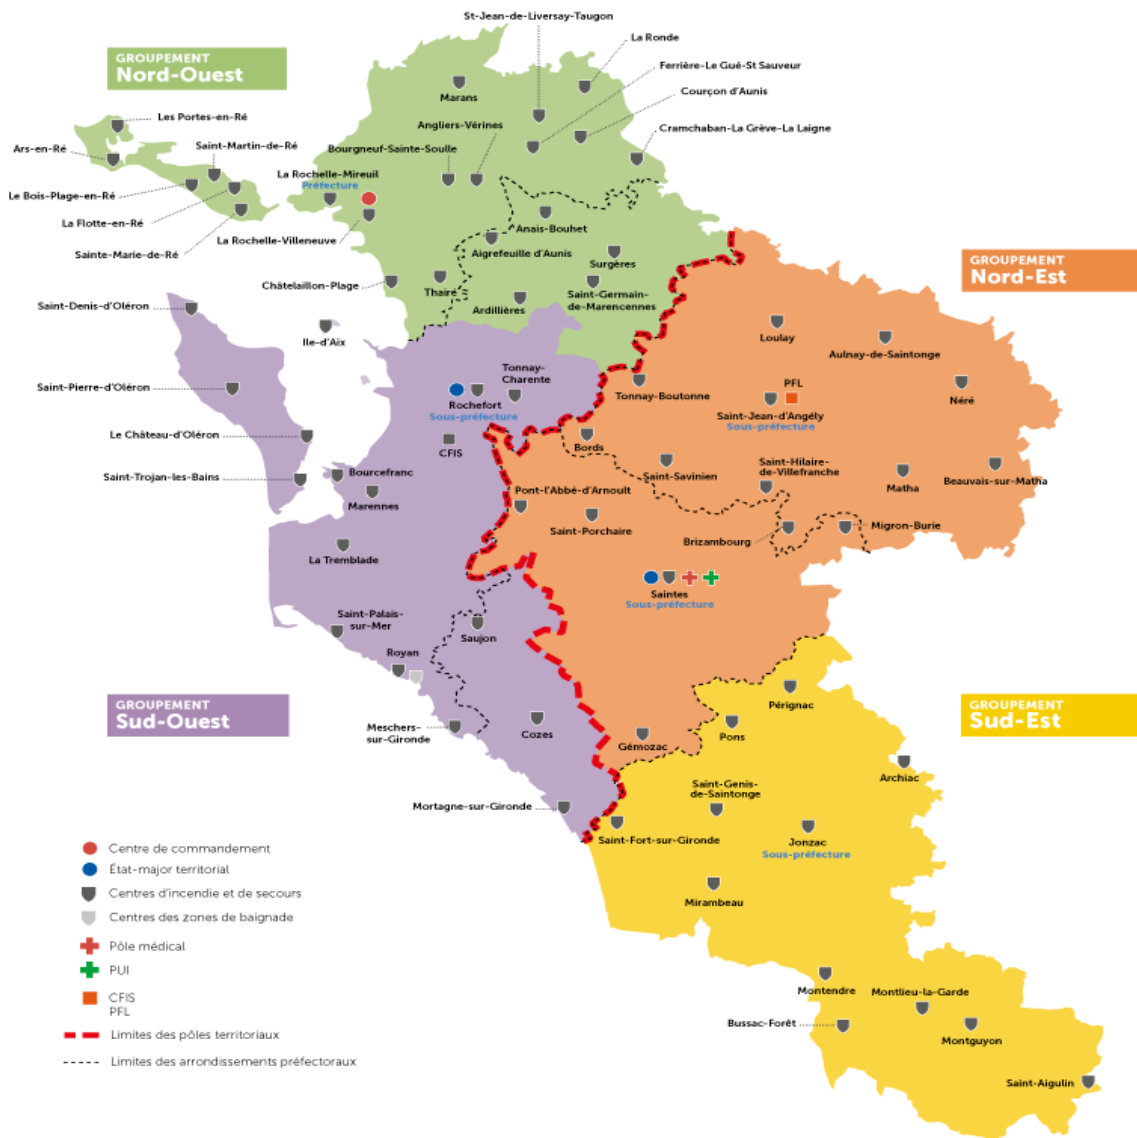 St-Jean-de-Liversay-Taugon
La Ronde
GROUPEMENT
Nord-Ouest
Ferrière-Le Gué-St Sauveur
Marans
Courçon d'Aunis
Les Portes-en-Ré
Angliers-Vérines
Cramchaban-La Grève-La Laigne
Ars-en-Ré
Saint-Martin-de-Ré
Bourgneuf-Sainte-Soulle
La Rochelle-Mireuil
Préfecture
Le Bois-Plage-en-Ré
La Flotte-en-Ré
Anais-Bouhet
La Rochelle-Villeneuve
Sainte-Marie-de-Ré
Aigrefeuille d'Aunis
Surgères
GROUPEMENT
Nord-Est
Châtelaillon-Plage
Thairé
Saint-Germain-
de-Marencennes
Ardillières
Saint-Denis-d'Oléron
Ile-d'Aix
Loulay
Aulnay-de-Saintonge
Tonnay-
Charente
Saint-Pierre-d'Oléron
PFL
Tonnay-Boutonne
Néré
Rochefort
Sous-préfecture
Saint-Jean-d'Angély
Sous-préfecture
Le Château-d'Oléron
CFIS
Bords
Saint-Trojan-les-Bains
Bourcefranc
Saint-Savinien
Saint-Hilaire-
de-Villefranche
Matha
Beauvais-sur-Matha
Marennes
Pont-l'Abbé-d'Arnoult
Saint-Porchaire
Migron-Burie
Brizambourg
La Tremblade
Saintes
Sous-préfecture
Saint-Palais-
sur-Mer
Saujon
Royan
GROUPEMENT
Sud-Ouest
Pérignac
GROUPEMENT
Sud-Est
Meschers-
sur-Gironde
Cozes
Gémozac
Pons
Archiac
Saint-Genis-
de-Saintonge
Mortagne-sur-Gironde
Saint-Fort-sur-Gironde
Jonzac
Sous-préfecture
Centre de commandement
État-major territorial
Centres d'incendie et de secours
Mirambeau
Centres des zones de baignade
Pôle médical
PUI
Montendre
Montlieu-la-Garde
CFIS
PFL
Bussac-Forêt
Montguyon
Limites des pôles territoriaux
Limites des arrondissements préfectoraux
Saint-Aigulin